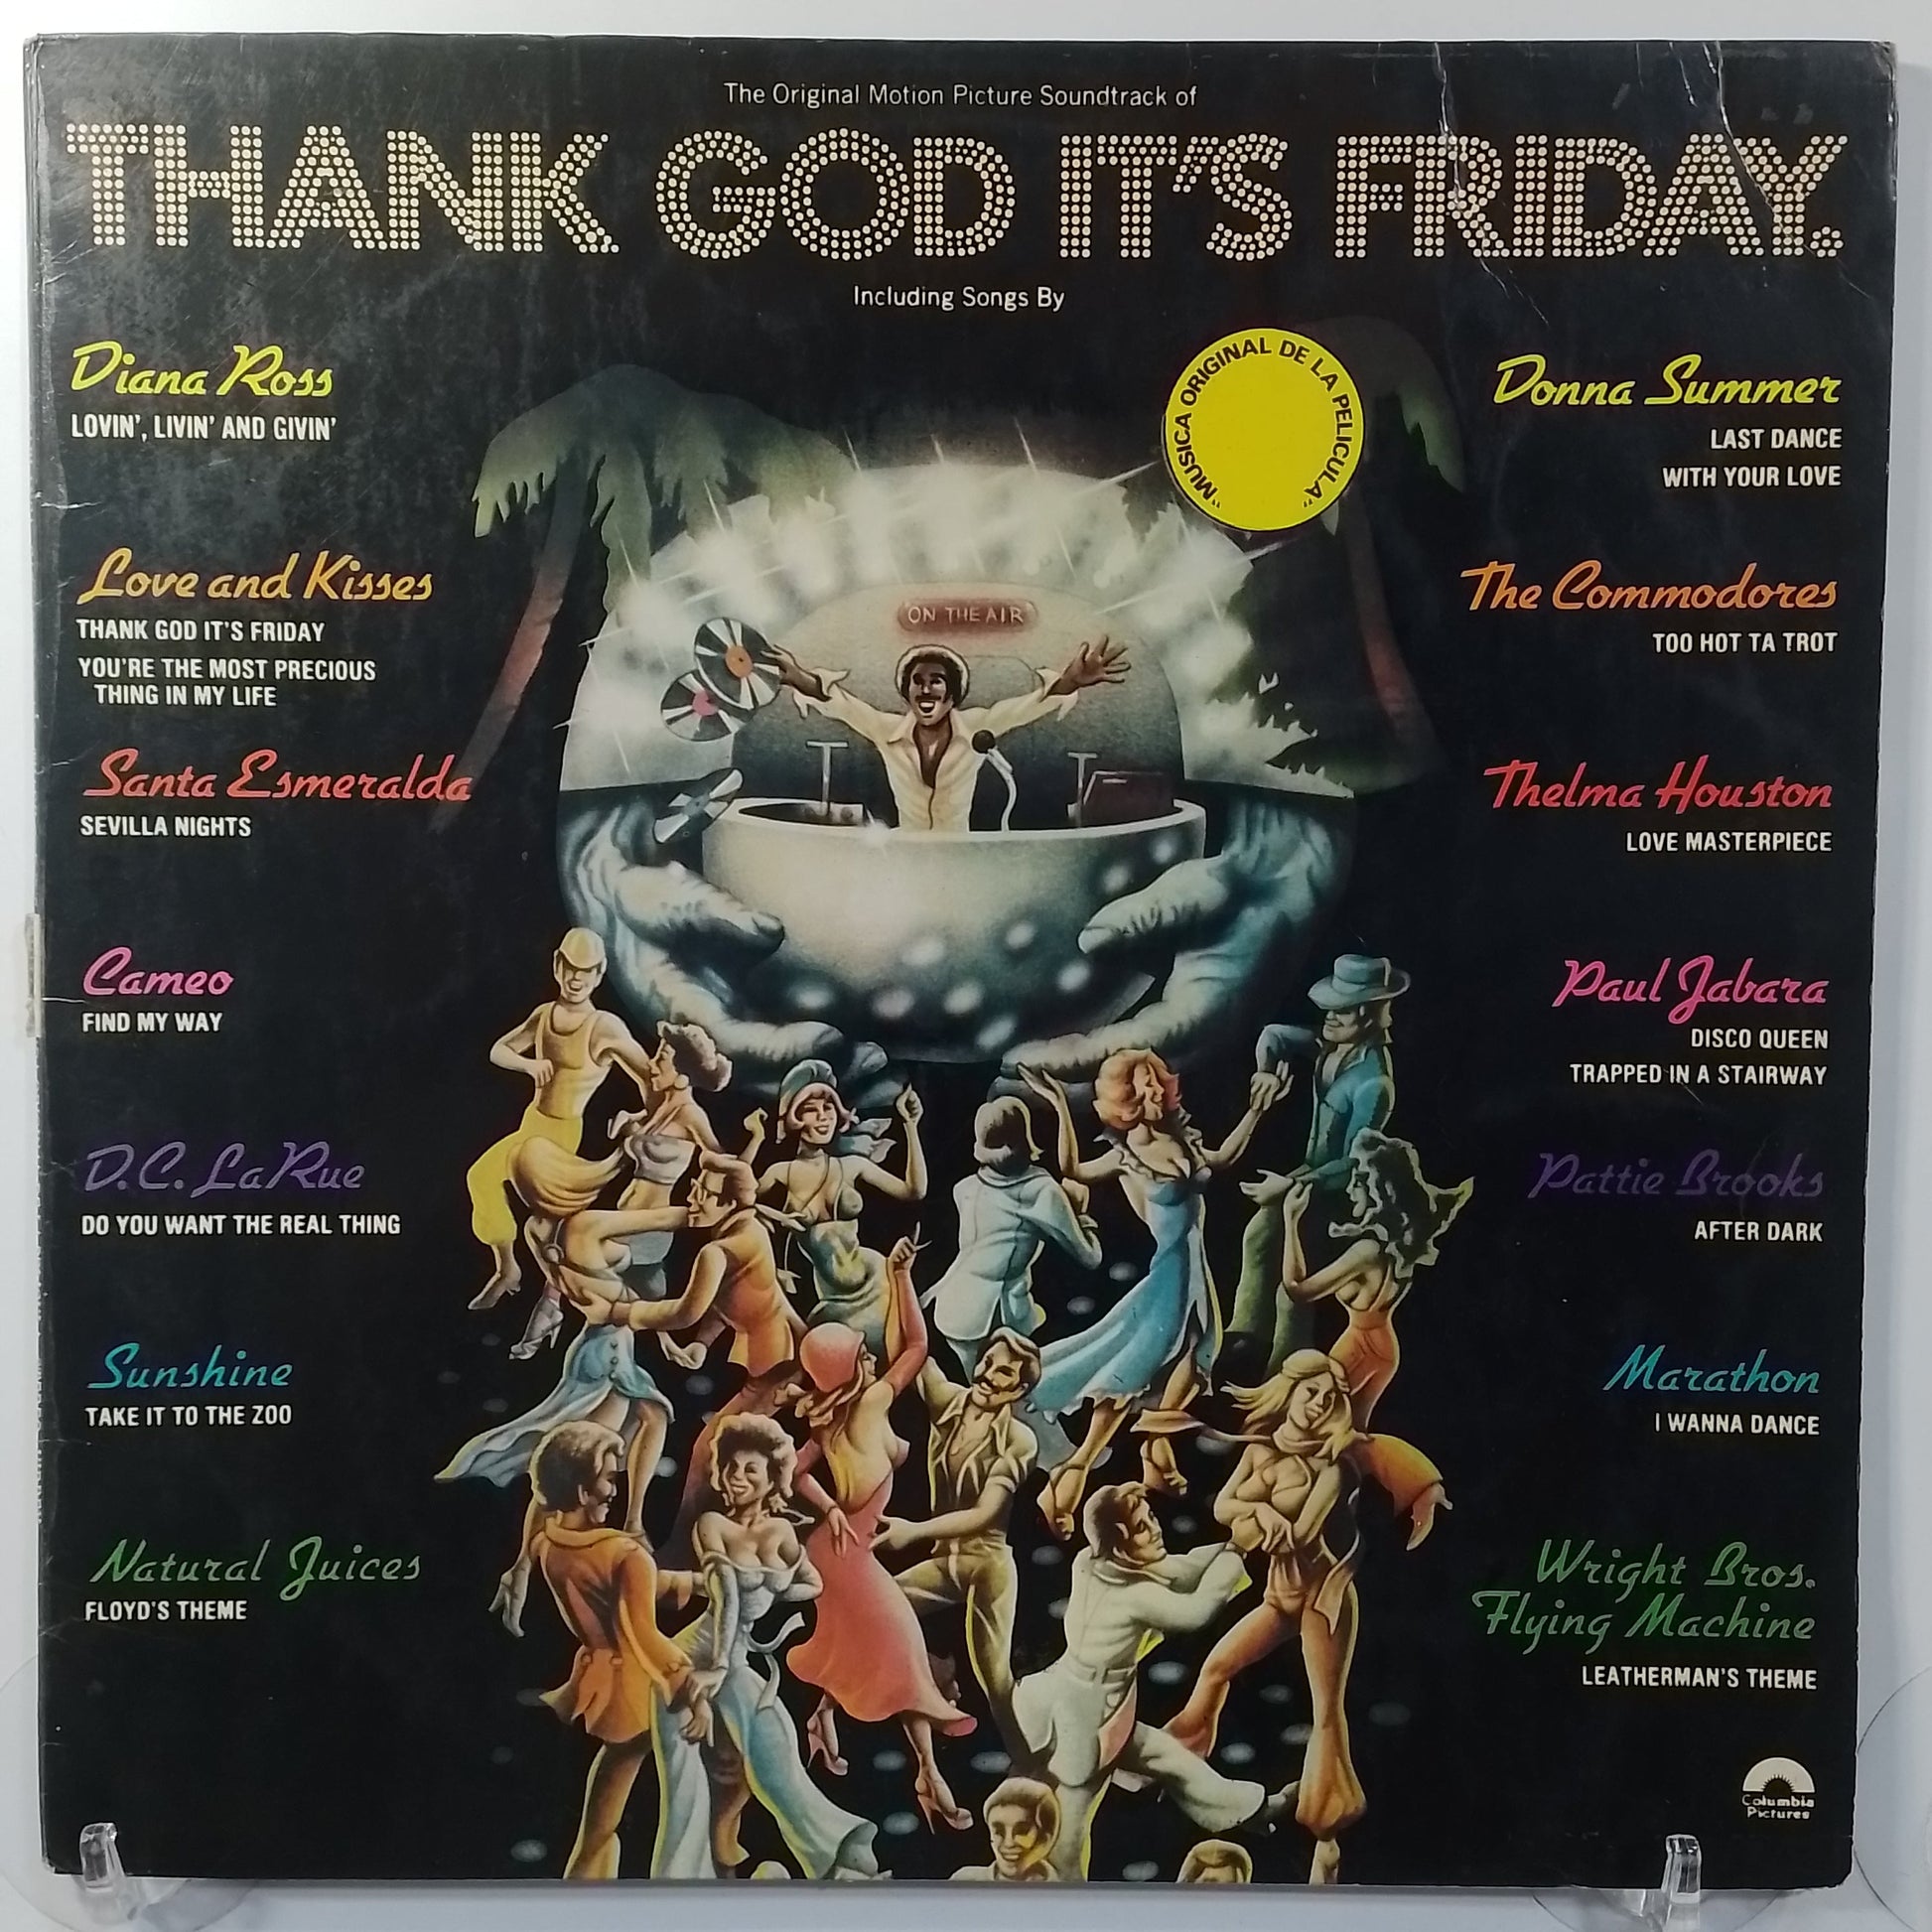 The Original Motion Picture Soundtrack of
THANK GOD IT'S FRIDAY.
Including Songs By
Diana Ross
LOVIN', LIVIN' AND GIVIN'
Love and Kisses
THANK GOD IT'S FRIDAY
YOU'RE THE MOST PRECIOUS
THING IN MY LIFE
Santa Esmeralda
SEVILLA NIGHTS
Cameo
FIND MY WAY
D.C. LaRue
DO YOU WANT THE REAL THING
Sunshine
TAKE IT TO THE ZOO
Natural Juices
FLOYD'S THEME
"MUSICA ORIGINAL DE LA PELICULA"
ON THE AIR
Donna Summer
LAST DANCE
WITH YOUR LOVE
The Commodores
TOO HOT TA TROT
Thelma Houston
LOVE MASTERPIECE
Paul Jabara
DISCO QUEEN
TRAPPED IN A STAIRWAY
Pattie Brooks
AFTER DARK
Marathon
I WANNA DANCE
Wright Bros.
Flying Machine
LEATHERMAN'S THEME
Columbia
Pictures